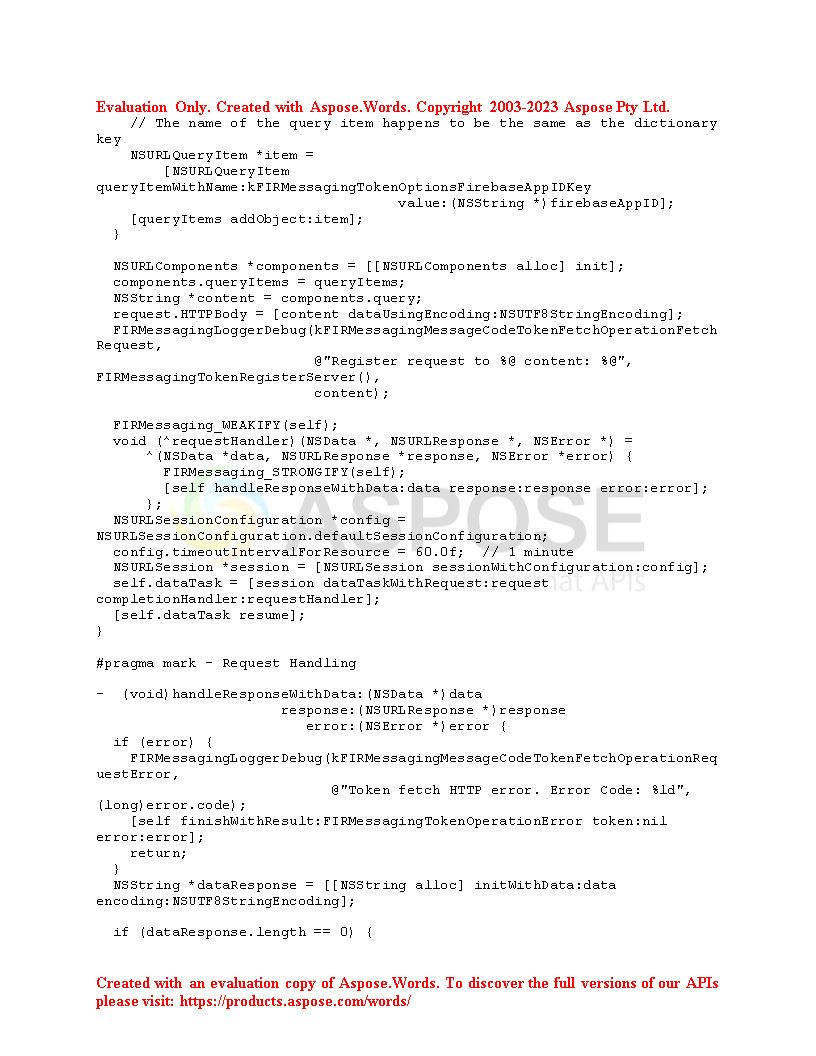 Evaluation Only. Created with Aspose.Words. Copyright 2003-2023 Aspose Pty Ltd.
// The name of the query item happens to be the same as the dictionary
key
NSURLQueryItem *item =
[NSURLQueryItem
queryItemWithName:kFIRMessagingTokenOptionsFirebaseAppIDKey
value:(NSString *)firebaseAppID];
[queryItems addObject:item];
}
NSURLComponents *components = [[NSURLComponents alloc] init];
components.queryItems = queryItems;
NSString *content = components.query;
request.HTTPBody = [content dataUsingEncoding:NSUTF8StringEncoding];
FIRMessagingLoggerDebug(kFIRMessagingMessageCodeTokenFetchOperationFetch
Request,
@"Register request to %@ content: %@",
FIRMessagingTokenRegisterServer(),
content);
FIRMessaging_WEAKIFY(self);
void (^requestHandler)(NSData *, NSURLResponse *, NSError *) =
^(NSData *data, NSURLResponse *response, NSError *error) {
FIRMessaging_STRONGIFY(self);
[self handleResponseWithData:data response:response error:error];
};
NSURLSessionConfiguration *config =
NSURLSessionConfiguration.defaultSessionConfiguration;
config.timeoutIntervalForResource = 60.0f;  // 1 minute
NSURLSession *session = [NSURLSession sessionWithConfiguration:config];
self.dataTask = [session dataTaskWithRequest:request
completionHandler:requestHandler];
[self.dataTask resume];
}
#pragma mark - Request Handling
- (void)handleResponseWithData:(NSData *)data
response:(NSURLResponse *)response
error:(NSError *)error {
if (error) {
FIRMessagingLoggerDebug(kFIRMessagingMessageCodeTokenFetchOperationReq
uestError,
@"Token fetch HTTP error. Error Code: %ld",
(long)error.code);
[self finishWithResult:FIRMessagingTokenOperationError token:nil
error:error];
return;
}
NSString *dataResponse = [[NSString alloc] initWithData:data
encoding:NSUTF8StringEncoding];
if (dataResponse.length == 0) {
ASPOSE
Created with an evaluation copy of Aspose.Words. To discover the full versions of our APIs
please visit: https://products.aspose.com/words/